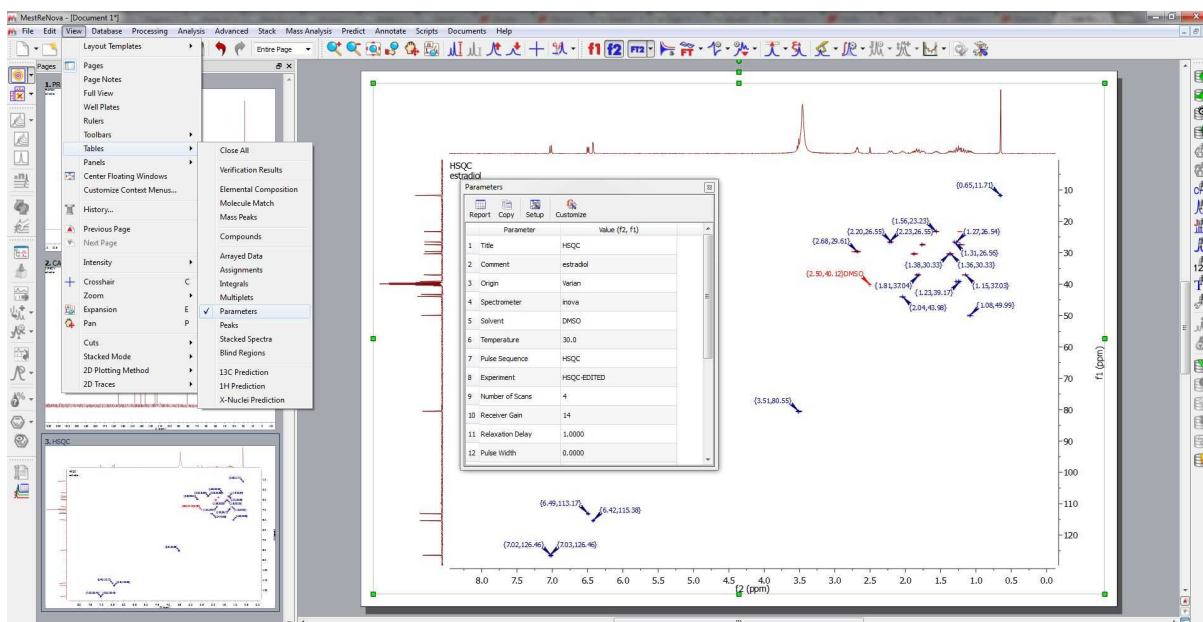 MestReNova - [Document 1*]
File Edit View Database Processing Analysis Advanced Stack Mass Analysis Predict Annotate Scripts Documents Help
Entire Page
f1 f2 FT2
Layout Templates
Pages
Page Notes
Full View
Well Plates
Rulers
Toolbars
Tables
Panels
Center Floating Windows
Customize Context Menus...
History...
Previous Page
Next Page
Intensity
Crosshair C
Zoom
Expansion E
Pan P
Cuts
Stacked Mode
2D Plotting Method
2D Traces
Close All
Verification Results
Elemental Composition
Molecule Match
Mass Peaks
Compounds
Arrayed Data
Assignments
Integrals
Multiplets
Parameters
Peaks
Stacked Spectra
Blind Regions
13C Prediction
1H Prediction
X-Nuclei Prediction
Pages
3. HSQC
HSQC
estradiol
Parameters
Report Copy Setup Customize
Parameter Value (f2, f1)
1 Title HSQC
2 Comment estradiol
3 Origin Varian
4 Spectrometer inova
5 Solvent DMSO
6 Temperature 30.0
7 Pulse Sequence HSQC
8 Experiment HSQC-EDITED
9 Number of Scans 4
10 Receiver Gain 14
11 Relaxation Delay 1.0000
12 Pulse Width 0.0000
{0.65,11.71}
{1.56,23.23}
{2.20,26.55} {2.23,26.55} {1.27,26.54}
{2.68,29.61} {1.31,26.56}
{1.38,30.33} {1.36,30.33}
{2.50,40.12}DMSO
{1.81,37.04} {1.15,37.03}
{1.23,39.17}
{2.04,43.98} {1.08,49.99}
{3.51,80.55}
{6.49,113.17} {6.42,115.38}
{7.02,126.46} {7.03,126.46}
10
20
30
40
50
60
70
80
90
100
110
120
f1 (ppm)
8.0 7.5 7.0 6.5 6.0 5.5 5.0 4.5 4.0 3.5 3.0 2.5 2.0 1.5 1.0 0.5 0.0
f2 (ppm)